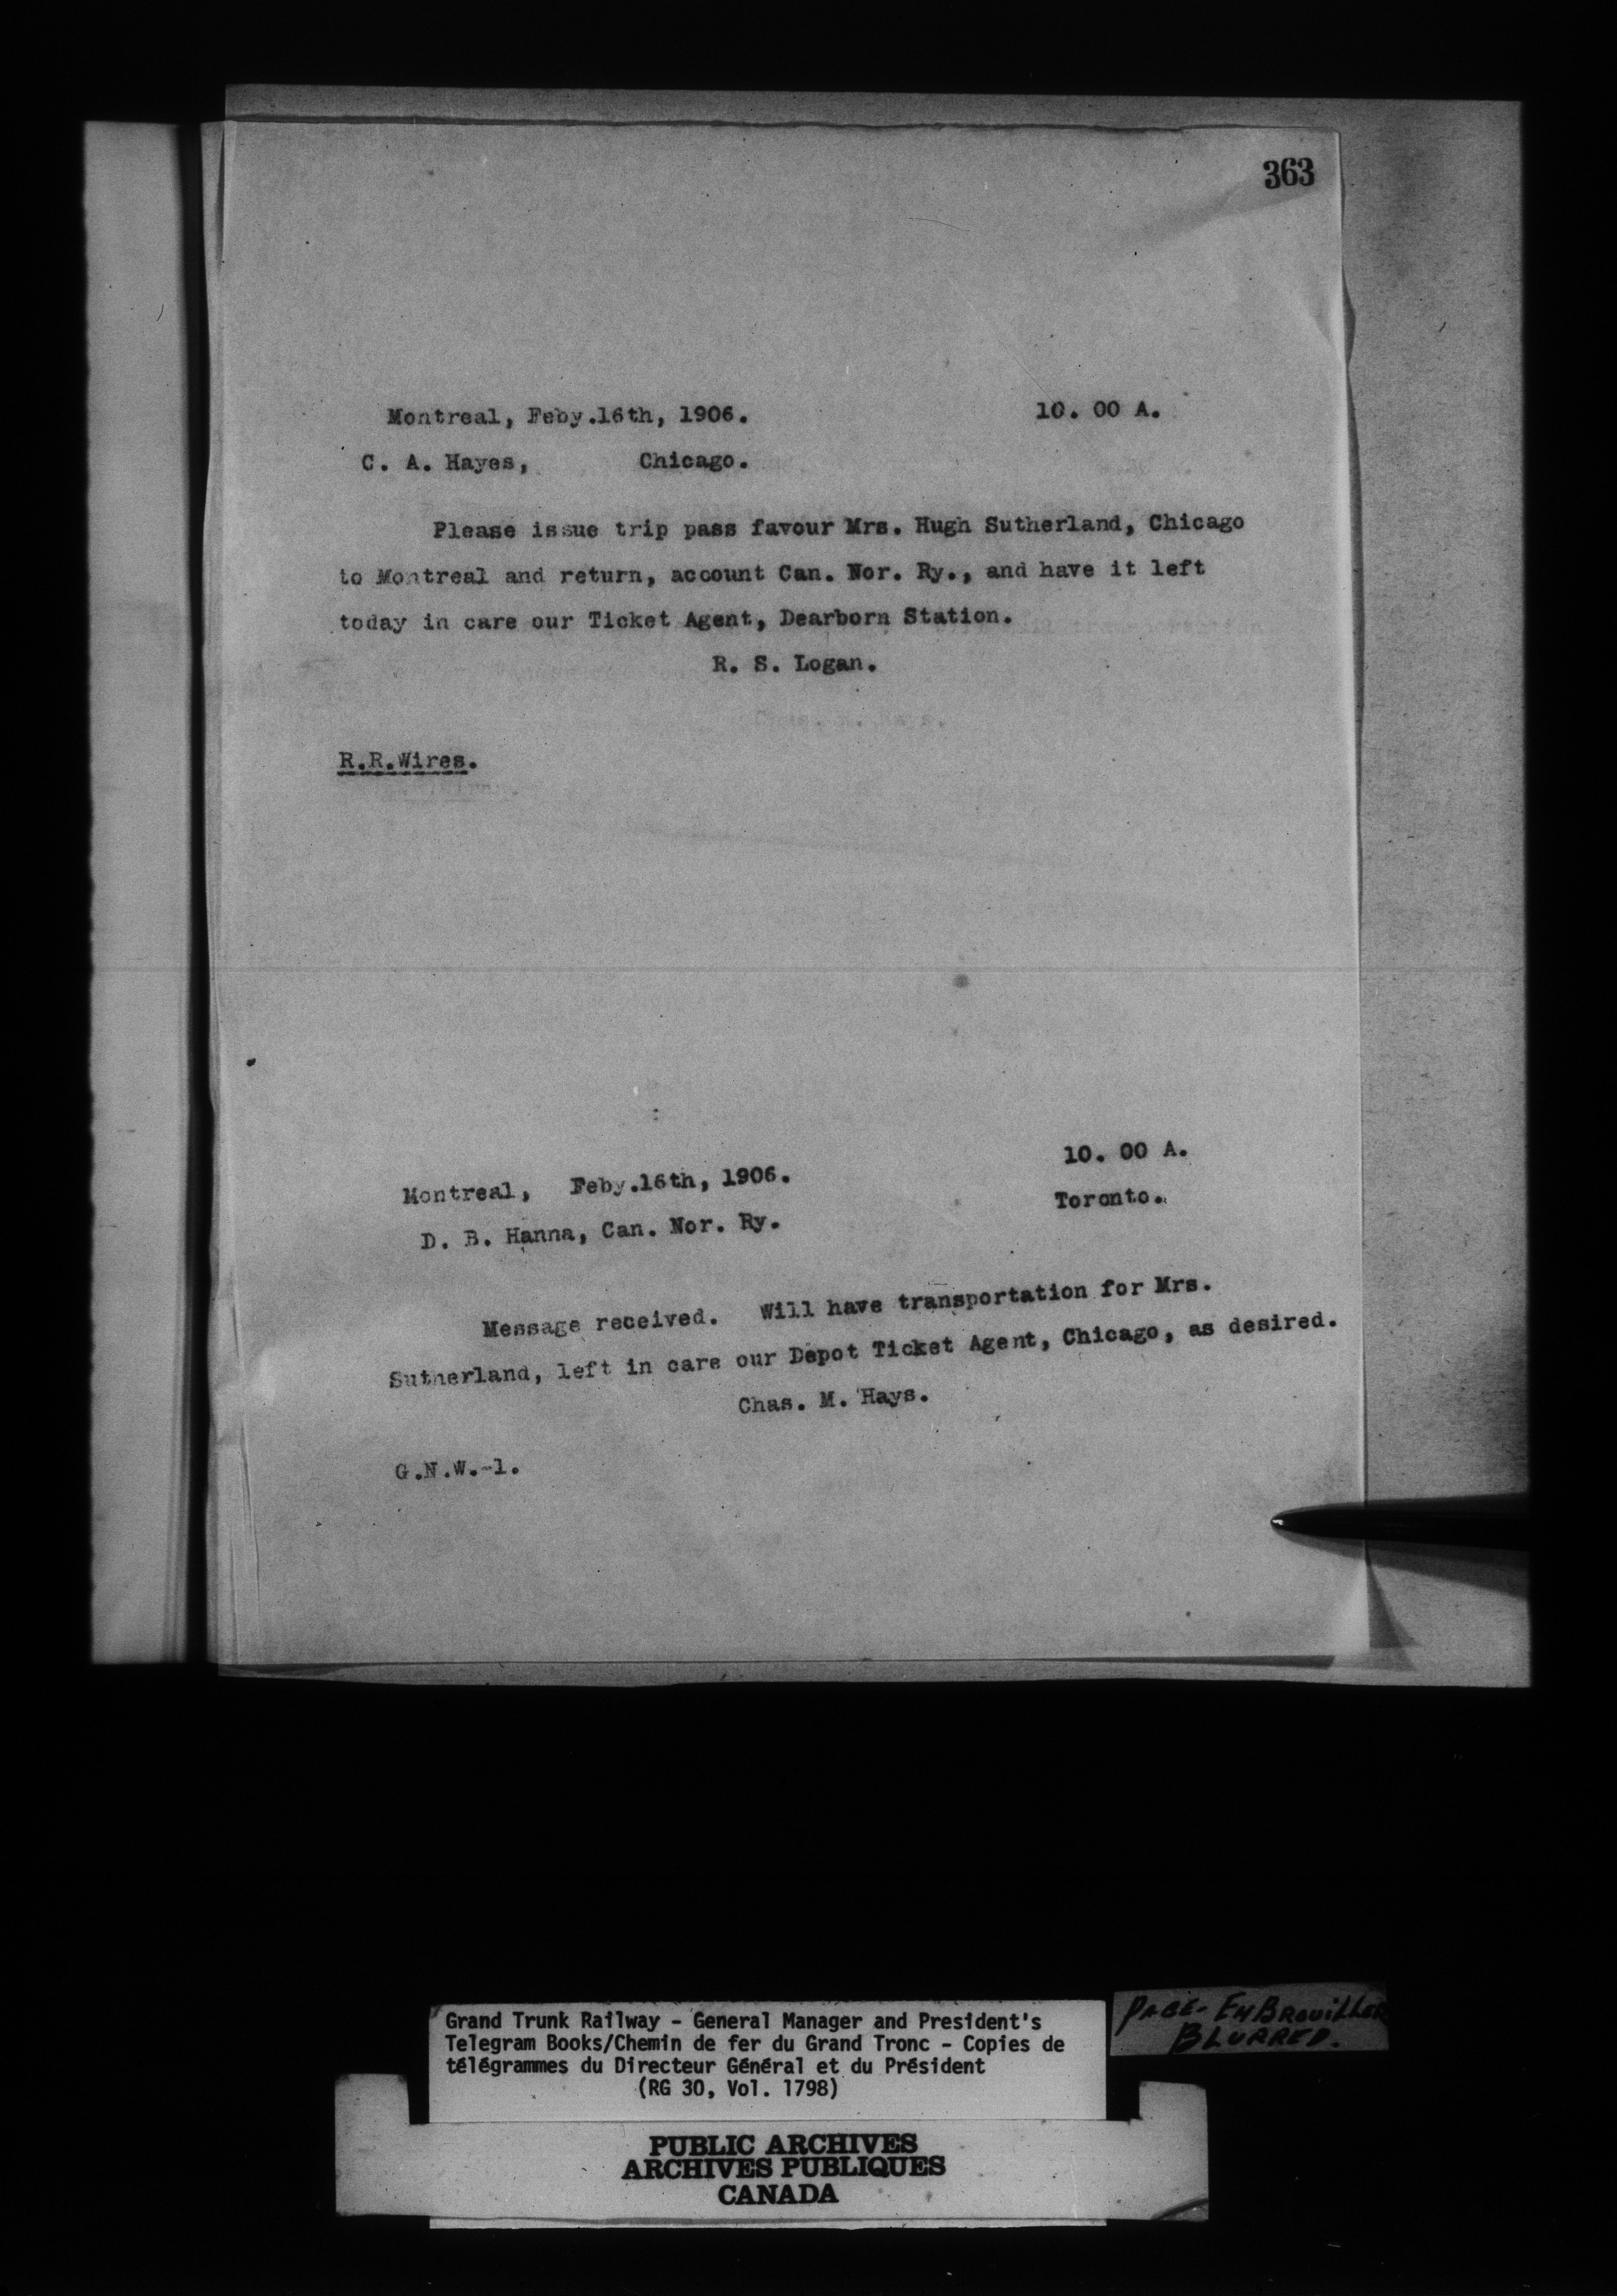 363
Montreal, Feby.16th, 1906. 10. 00 A.
C. A. Hayes, Chicago.
Please issue trip pass favour Mrs. Hugh Sutherland, Chicago
to Montreal and return, account Can. Nor. Ry., and have it left
today in care our Ticket Agent, Dearborn Station.
R. S. Logan.
R.R.Wires.
10. 00 A.
Montreal, Feby.16th, 1906.
Toronto.
D. B. Hanna, Can. Nor. Ry.
Message received. Will have transportation for Mrs.
Sutherland, left in care our Depot Ticket Agent, Chicago, as desired.
Chas. M. Hays.
G.N.W.-1.
Grand Trunk Railway - General Manager and President's
Telegram Books/Chemin de fer du Grand Tronc - Copies de
télégrammes du Directeur Général et du Président
(RG 30, Vol. 1798)
PAGE - EMBROUILLER
BLURRED.
PUBLIC ARCHIVES
ARCHIVES PUBLIQUES
CANADA